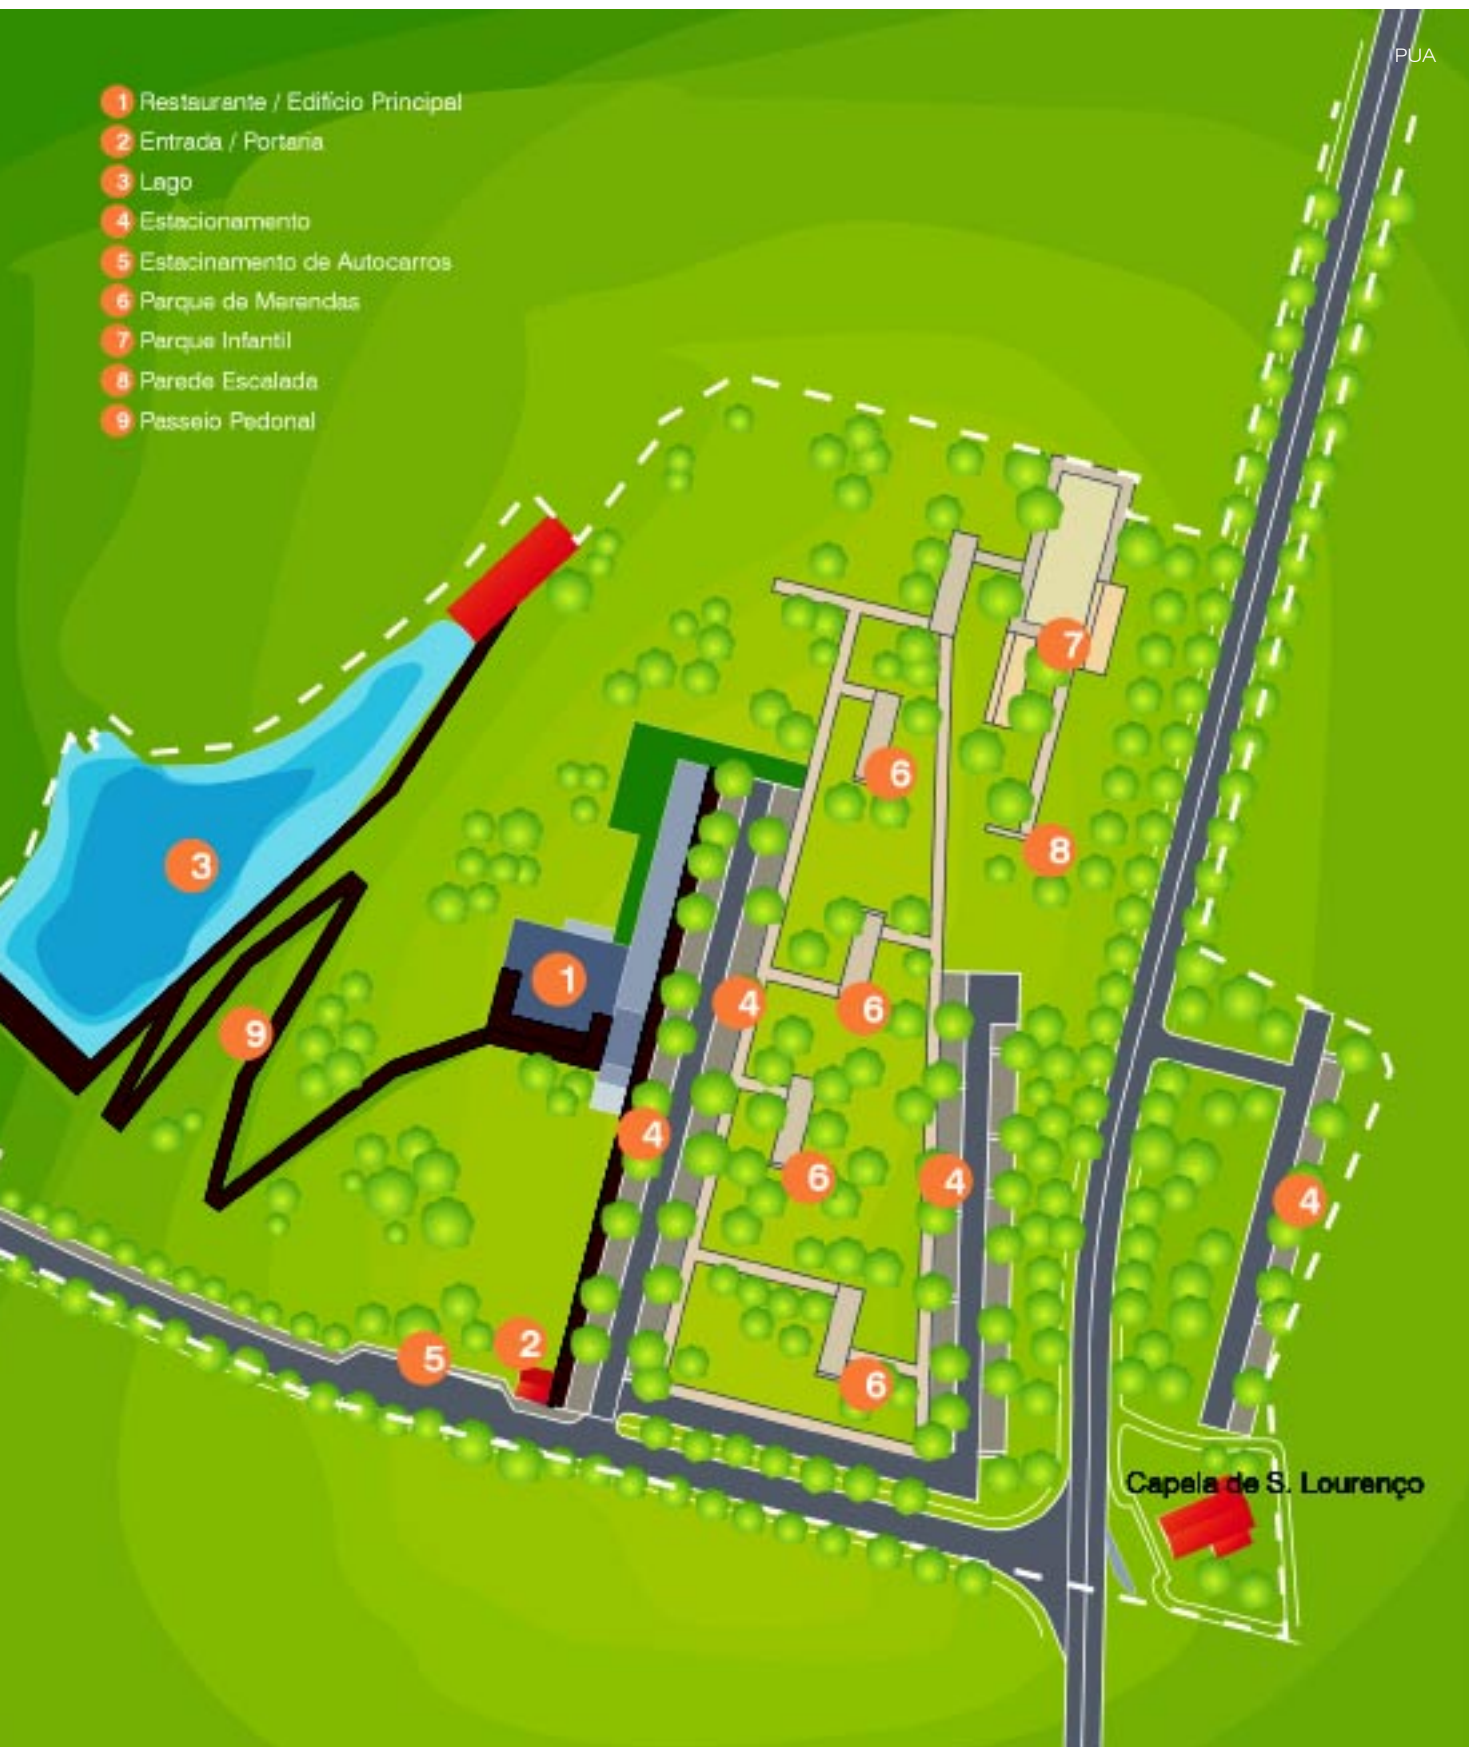 PUA
1 Restaurante / Edifício Principal
2 Entrada / Portaria
3 Lago
4 Estacionamento
5 Estacinamento de Autocarros
6 Parque de Merendas
7 Parque Infantil
8 Parede Escalada
9 Passeio Pedonal
7
6
8
3
1
4
6
9
4
6
4
4
2
5
6
Capela de S. Lourenço